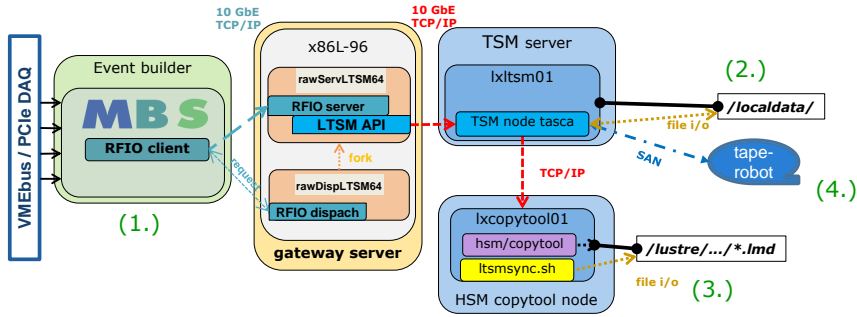 10 GbE
TCP/IP
10 GbE
TCP/IP
VMEbus / PCIe DAQ
Event builder
MBS
RFIO client
(1.)
request
x86L-96
rawServLTSM64
RFIO server
LTSM API
fork
rawDispLTSM64
RFIO dispach
gateway server
TSM server
lxltsm01
TSM node tasca
(2.)
/localdata/
file i/o
SAN
tape-
robot
(4.)
TCP/IP
lxcopytool01
hsm/copytool
ltsmsync.sh
HSM copytool node
/lustre/.../*.lmd
file i/o
(3.)